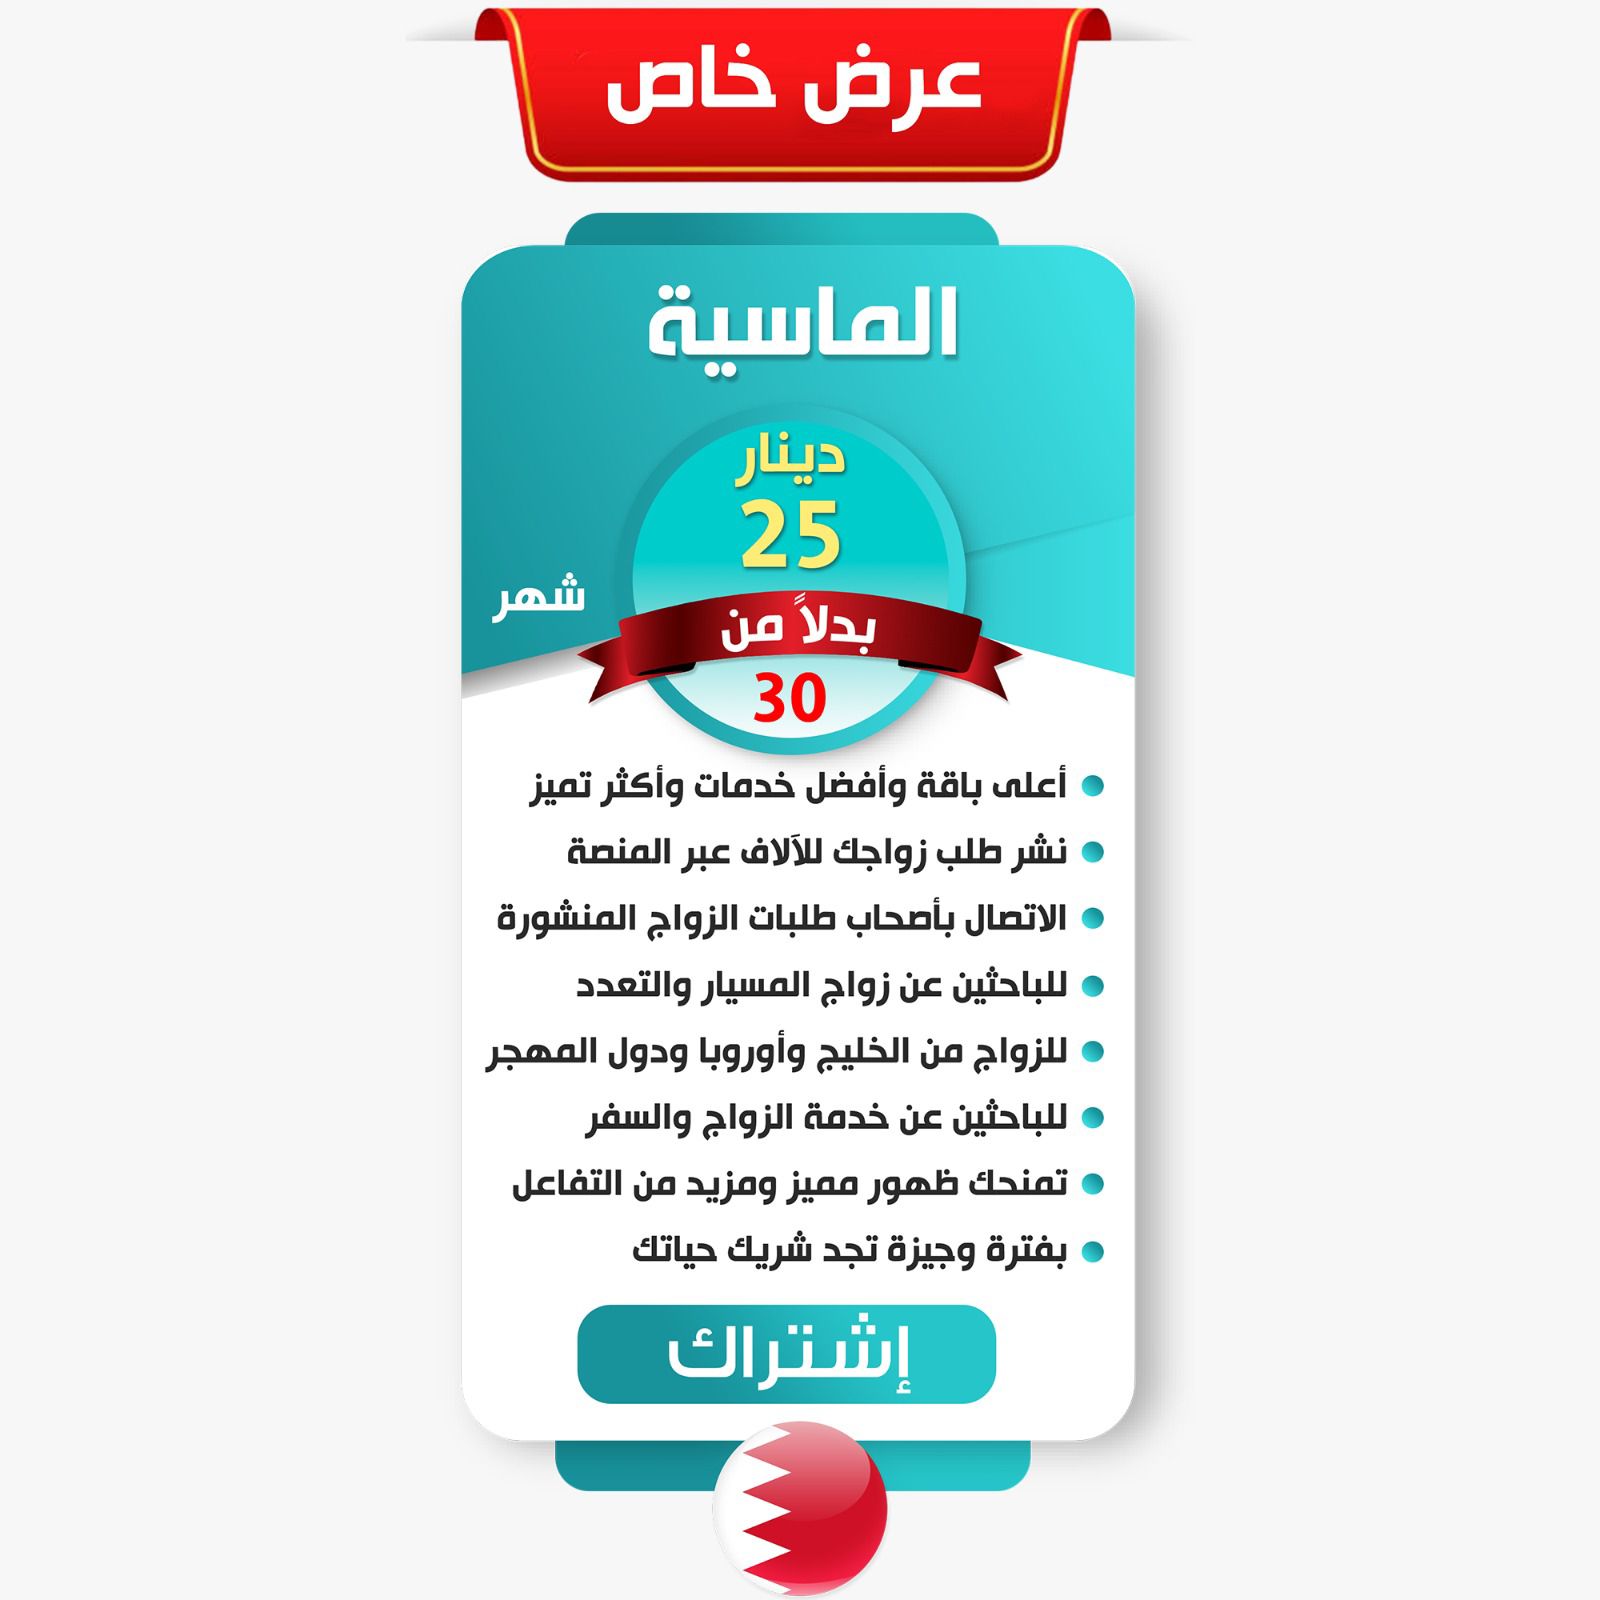 عرض خاص
الماسية
دينار
25
شهر
بدلاً من
30
أعلى باقة وأفضل خدمات وأكثر تميز
نشر طلب زواجك للآلاف عبر المنصة
الاتصال بأصحاب طلبات الزواج المنشورة
للباحثين عن زواج المسيار والتعدد
للزواج من الخليج وأوروبا ودول المهجر
للباحثين عن خدمة الزواج والسفر
تمنحك ظهور مميز ومزيد من التفاعل
بفترة وجيزة تجد شريك حياتك
إشتراك